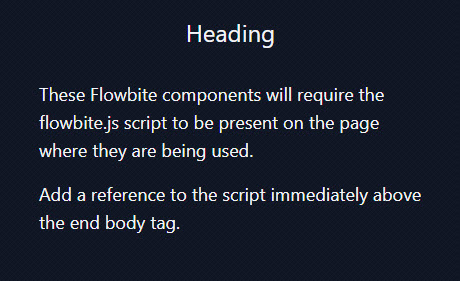 Heading
These Flowbite components will require the
flowbite.js script to be present on the page
where they are being used.
Add a reference to the script immediately above
the end body tag.